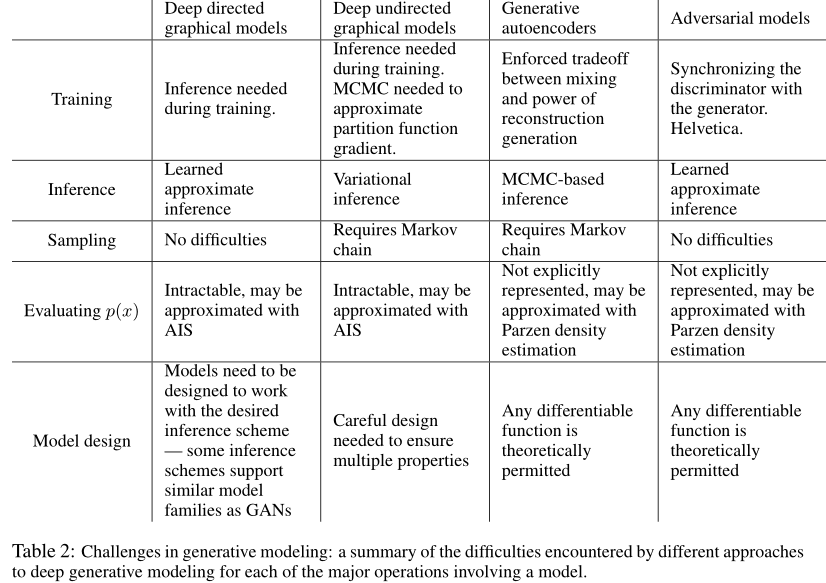 Deep directed
graphical models
Deep undirected
graphical models
Generative
autoencoders
Adversarial models
Training
Inference needed
during training.
Inference needed
during training.
MCMC needed to
approximate
partition function
gradient.
Enforced tradeoff
between mixing
and power of
reconstruction
generation
Synchronizing the
discriminator with
the generator.
Helvetica.
Inference
Learned
approximate
inference
Variational
inference
MCMC-based
inference
Learned
approximate
inference
Sampling
No difficulties
Requires Markov
chain
Requires Markov
chain
No difficulties
Evaluating p(x)
Intractable, may be
approximated with
AIS
Intractable, may be
approximated with
AIS
Not explicitly
represented, may be
approximated with
Parzen density
estimation
Not explicitly
represented, may be
approximated with
Parzen density
estimation
Model design
Models need to be
designed to work
with the desired
inference scheme
— some inference
schemes support
similar model
families as GANs
Careful design
needed to ensure
multiple properties
Any differentiable
function is
theoretically
permitted
Any differentiable
function is
theoretically
permitted
Table 2: Challenges in generative modeling: a summary of the difficulties encountered by different approaches
to deep generative modeling for each of the major operations involving a model.